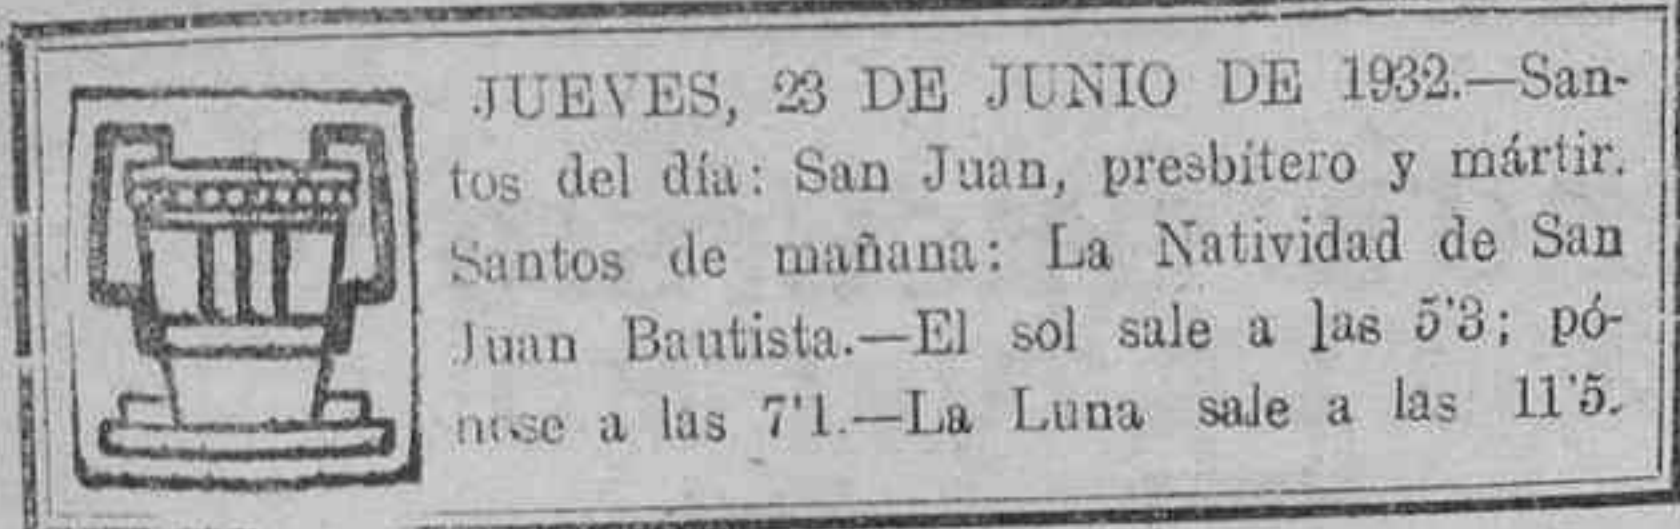 JUEVES, 23 DE JUNIO DE 1932.—San-
tos del día: San Juan, presbítero y mártir.
Santos de mañana: La Natividad de San
Juan Bautista.—El sol sale a las 5'3; pó-
nese a las 7'1.—La Luna sale a las 11'5.